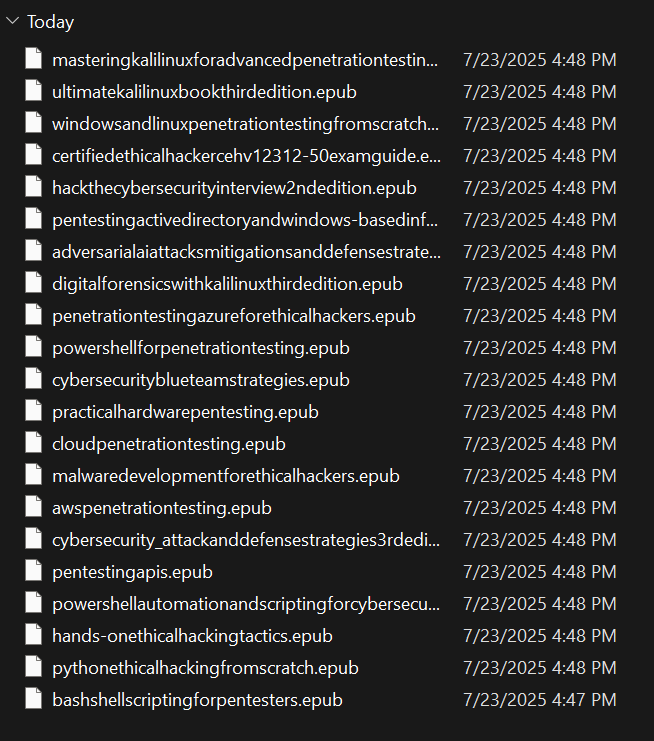 Today
masteringkalilinuxforadvancedpenetrationtestin... 7/23/2025 4:48 PM
ultimatekalilinuxbookthirdedition.epub 7/23/2025 4:48 PM
windowsandlinuxpenetrationtestingfromscratch... 7/23/2025 4:48 PM
certifiedethicalhackercehv12312-50examguide.e... 7/23/2025 4:48 PM
hackthecybersecurityinterview2ndedition.epub 7/23/2025 4:48 PM
pentestingactivedirectoryandwindows-basedinf... 7/23/2025 4:48 PM
adversarialaiattacksmitigationsanddefensestrate... 7/23/2025 4:48 PM
digitalforensicswithkalilinuxthirdedition.epub 7/23/2025 4:48 PM
penetrationtestingazureforethicalhackers.epub 7/23/2025 4:48 PM
powershellforpenetrationtesting.epub 7/23/2025 4:48 PM
cybersecurityblueteamstrategies.epub 7/23/2025 4:48 PM
practicalhardwarepentesting.epub 7/23/2025 4:48 PM
cloudpenetrationtesting.epub 7/23/2025 4:48 PM
malwaredevelopmentforethicalhackers.epub 7/23/2025 4:48 PM
awspenetrationtesting.epub 7/23/2025 4:48 PM
cybersecurity_attackanddefensestrategies3rdedi... 7/23/2025 4:48 PM
pentestingapis.epub 7/23/2025 4:48 PM
powershellautomationandscriptingforcybersecu... 7/23/2025 4:48 PM
hands-onethicalhackingtactics.epub 7/23/2025 4:48 PM
pythonethicalhackingfromscratch.epub 7/23/2025 4:48 PM
bashshellscriptingforpentesters.epub 7/23/2025 4:47 PM